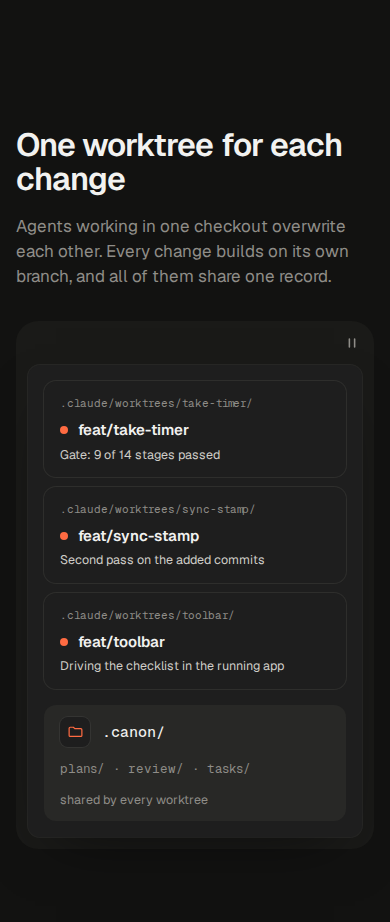 One worktree for each
change
Agents working in one checkout overwrite
each other. Every change builds on its own
branch, and all of them share one record.
.claude/worktrees/take-timer/
feat/take-timer
Gate: 9 of 14 stages passed
.claude/worktrees/sync-stamp/
feat/sync-stamp
Second pass on the added commits
.claude/worktrees/toolbar/
feat/toolbar
Driving the checklist in the running app
.canon/
plans/ · review/ · tasks/
shared by every worktree